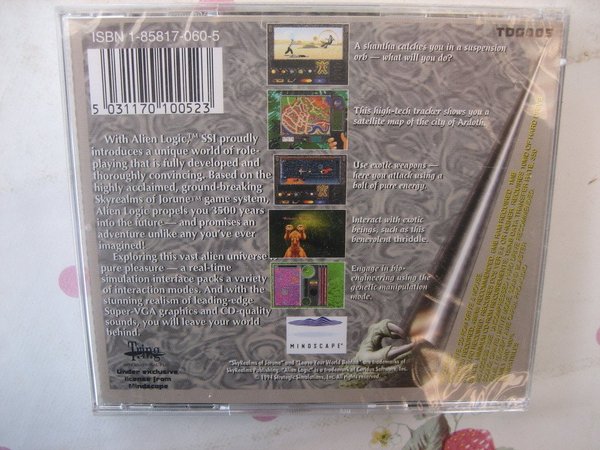 ISBN 1-85817-060-5
5 031170 100523
With Alien Logic,™ SSI proudly
introduces a unique world of role-
playing that is fully developed and
thoroughly convincing. Based on the
highly acclaimed, ground-breaking
Skyrealms of Jorune™ game system,
Alien Logic propels you 3500 years
into the future — and promises an
adventure unlike any you've ever
imagined!
Exploring this vast alien universe
pure pleasure — a real-time
simulation interface packs a variety
of interaction modes. And with the
stunning realism of leading-edge
Super-VGA graphics and CD-quality
sounds, you will leave your world
behind.
Tring
Under exclusive
license from
Mindscape
TDG005
A shantha catches you in a suspension
orb — what will you do?
This high-tech tracker shows you a
satellite map of the city of Ardoth.
Use exotic weapons —
here you attack using a
bolt of pure energy.
Interact with exotic
beings, such as this
benevolent thriddle.
Engage in bio-
engineering using the
genetic manipulation
mode.
MINDSCAPE
"SkyRealms of Jorune" and "Leave Your World Behind" are trademarks of
SkyRealms Publishing. "Alien Logic" is a trademark of Ceridus Software, Inc.
© 1994 Strategic Simulations, Inc. All rights reserved.